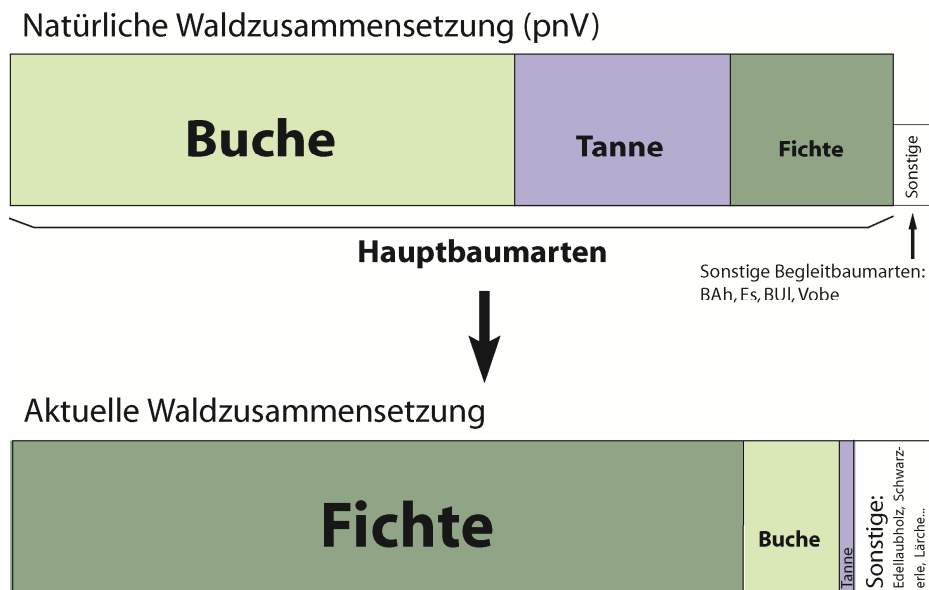 Natürliche Waldzusammensetzung (pnV)
Buche
Tanne
Fichte
Sonstige
Hauptbaumarten
Sonstige Begleitbaumarten:
BAh, Es, BUl, Vobe
Aktuelle Waldzusammensetzung
Fichte
Buche
Tanne
Sonstige:
Edellaubholz, Schwarz-
erle, Lärche...